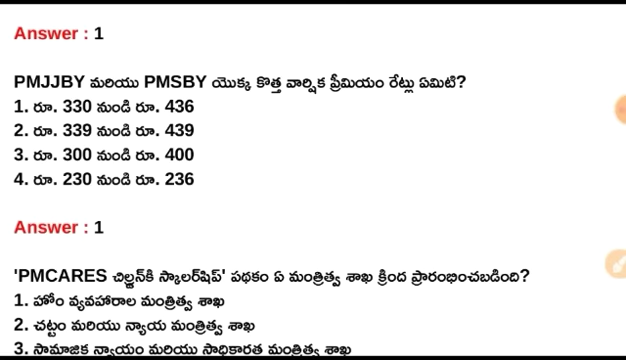 Answer : 1
PMJJBY మరియు PMSBY యొక్క కొత్త వార్షిక ప్రీమియం రేట్లు ఏమిటి?
1. రూ. 330 నుండి రూ. 436
2. రూ. 339 నుండి రూ. 439
3. రూ. 300 నుండి రూ. 400
4. రూ. 230 నుండి రూ. 236
Answer : 1
'PMCARES చిల్డ్రన్‌కి స్కాలర్‌షిప్' పథకం ఏ మంత్రిత్వ శాఖ క్రింద ప్రారంభించబడింది?
1. హోం వ్యవహారాల మంత్రిత్వ శాఖ
2. చట్టం మరియు న్యాయ మంత్రిత్వ శాఖ
3. సామాజిక న్యాయం మరియు సాధికారత మంత్రిత్వ శాఖ